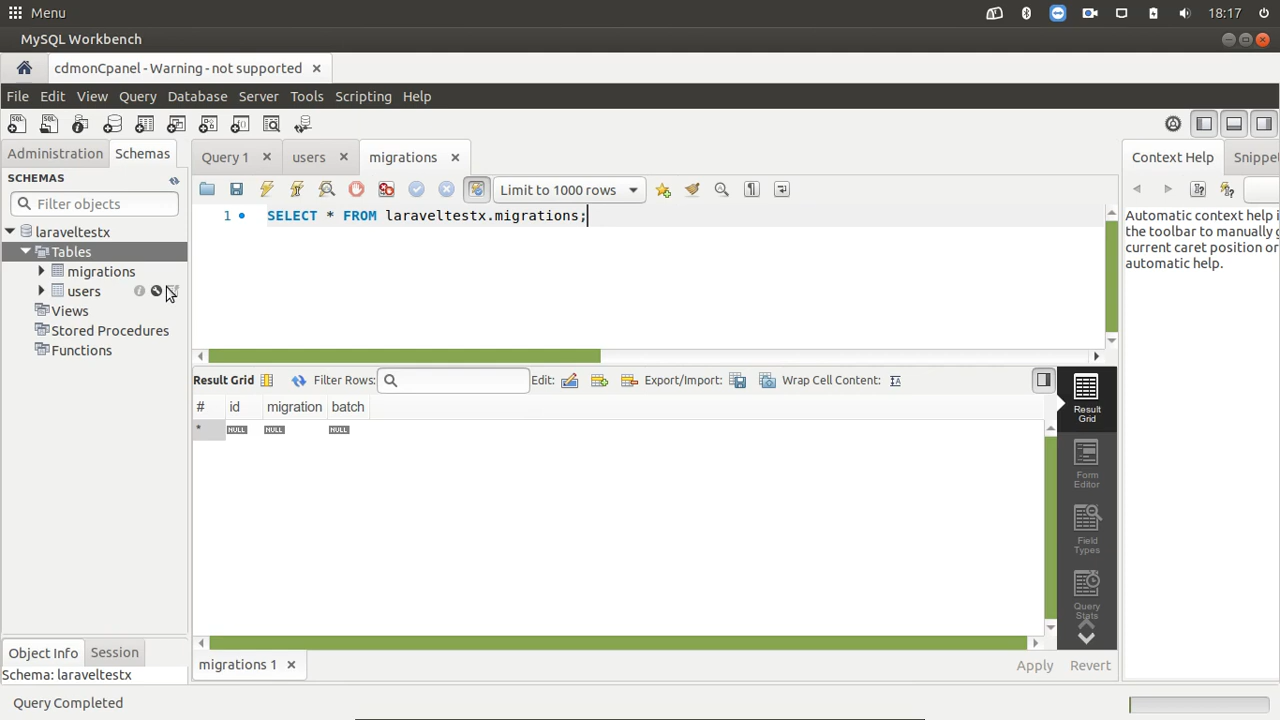 Menu 18:17
MySQL Workbench
cdmonCpanel - Warning - not supported
File Edit View Query Database Server Tools Scripting Help
Administration Schemas
Query 1 users migrations
Context Help Snippe
SCHEMAS
Filter objects
Limit to 1000 rows
1 SELECT * FROM laraveltestx.migrations;
laraveltestx
Tables
migrations
users
Views
Stored Procedures
Functions
Automatic context help i
the toolbar to manually g
current caret position or
automatic help.
Result Grid Filter Rows: Edit: Export/Import: Wrap Cell Content:
# id migration batch
* NULL NULL NULL
Result
Grid
Form
Editor
Field
Types
Query
Stats
Object Info Session
migrations 1 Apply Revert
Schema: laraveltestx
Query Completed